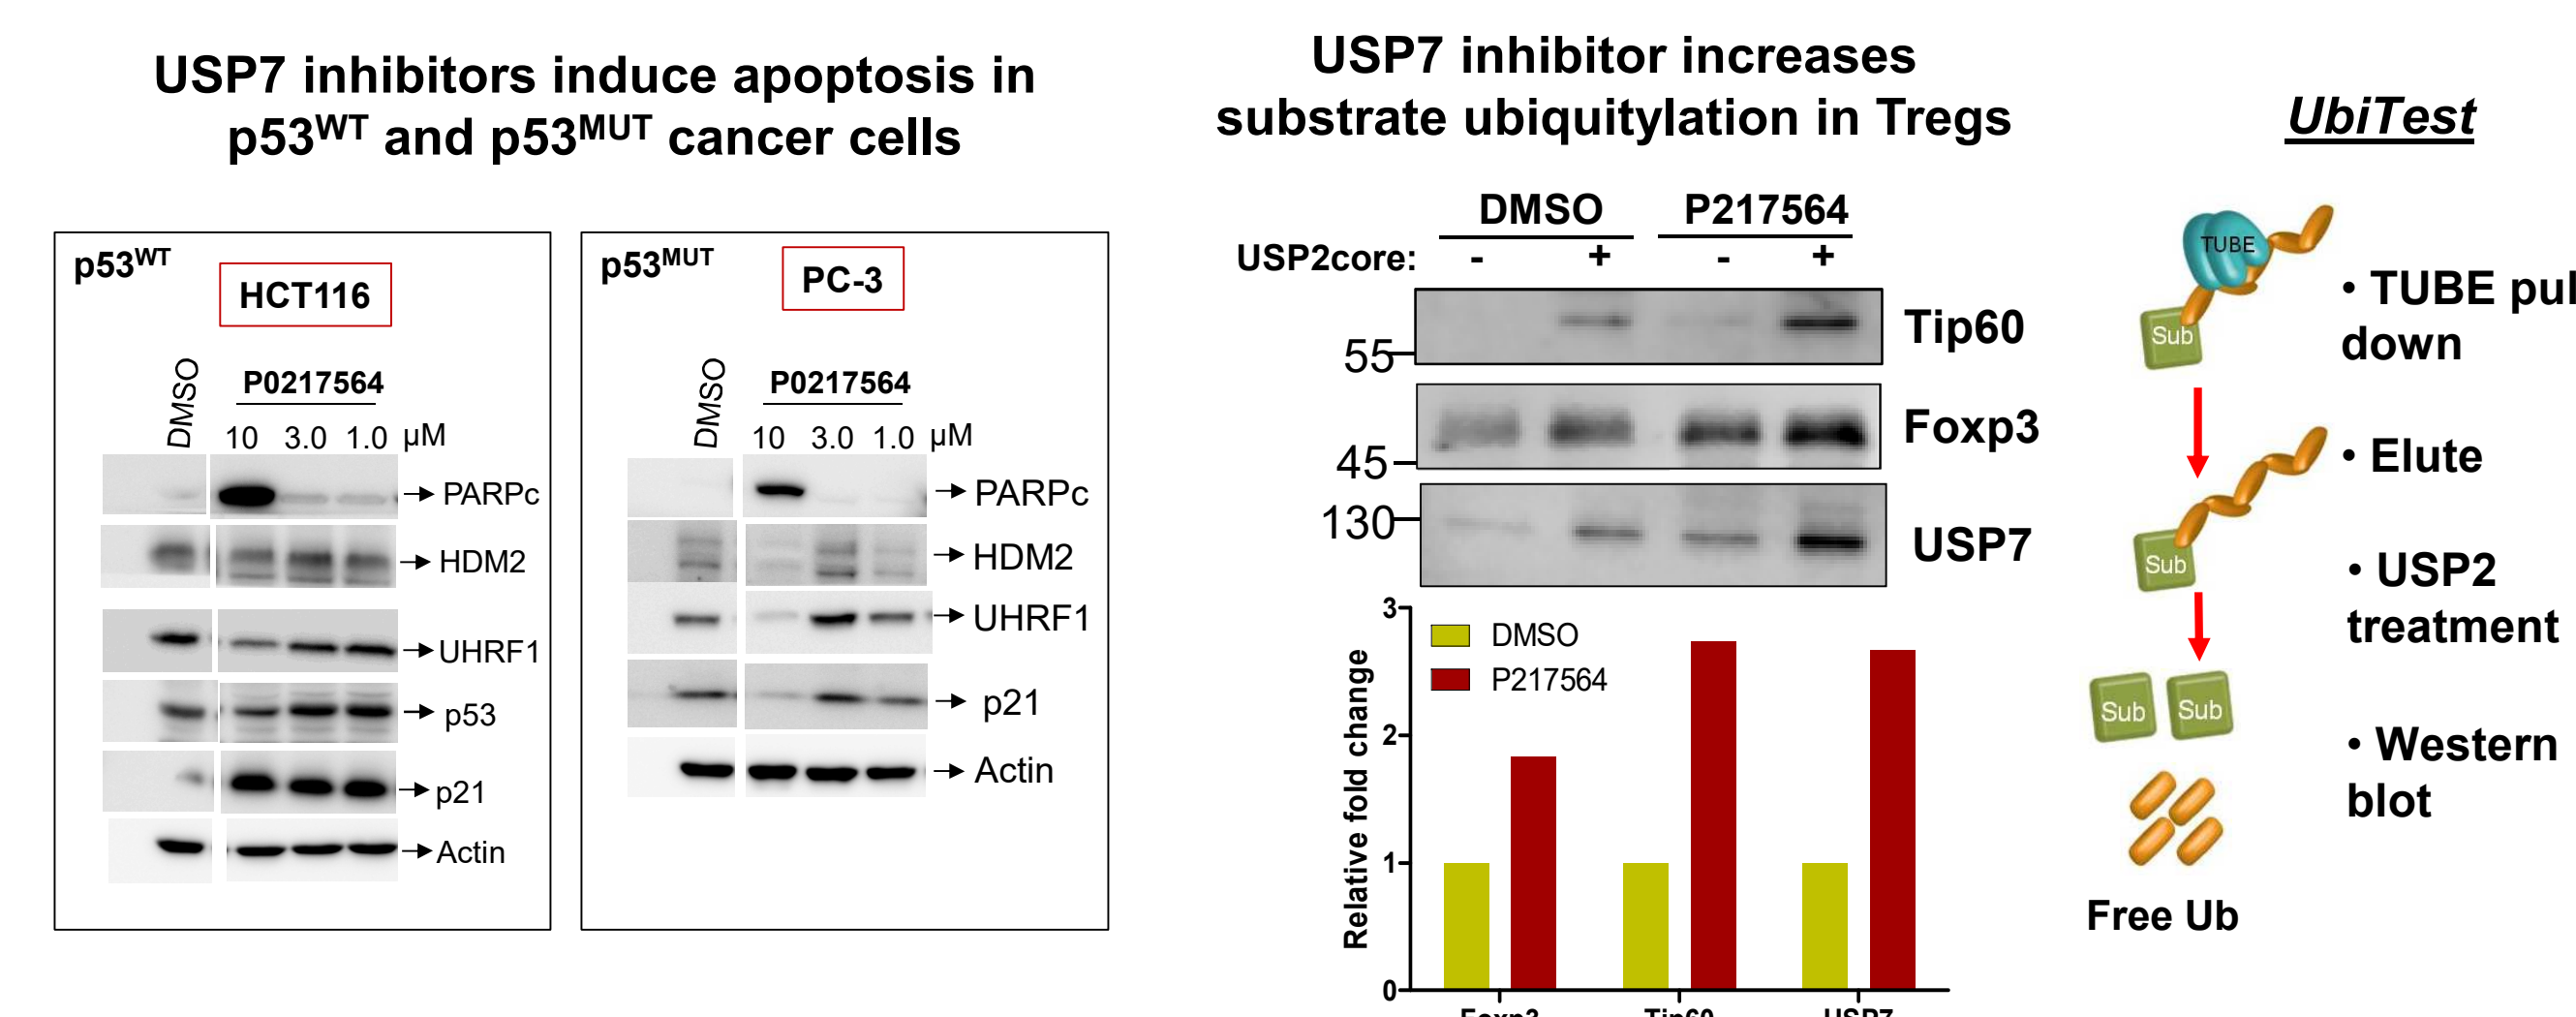 USP7 inhibitors induce apoptosis in
p53WT and p53MUT cancer cells
p53WT
HCT116
DMSO
P0217564
10 3.0 1.0 μM
PARPc
HDM2
UHRF1
p53
p21
Actin
p53MUT
PC-3
DMSO
P0217564
10 3.0 1.0 μM
PARPc
HDM2
UHRF1
p21
Actin
USP7 inhibitor increases
substrate ubiquitylation in Tregs
DMSO P217564
USP2core: - + - +
Tip60
55
Foxp3
45
130
USP7
3
2
1
0
Relative fold change
DMSO
P217564
Foxp3 Tip60 USP7
UbiTest
TUBE
Sub
• TUBE pul
down
• Elute
Sub
• USP2
treatment
Sub Sub
• Western
blot
Free Ub